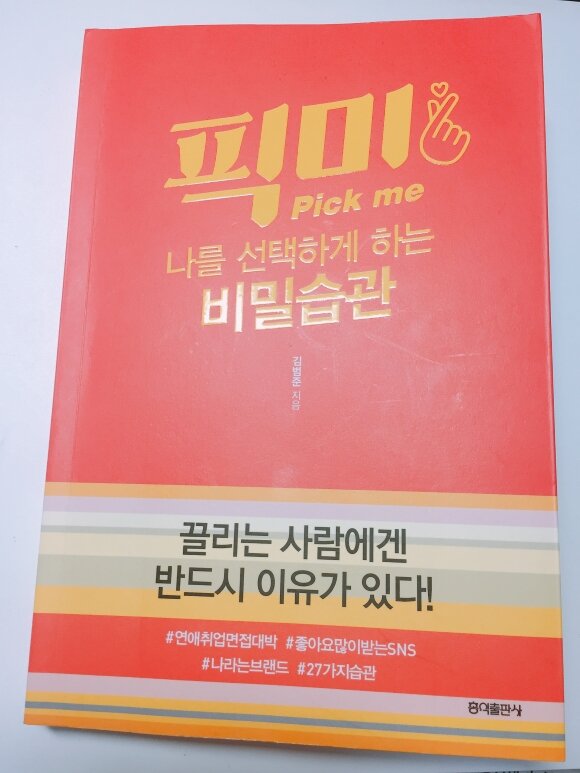 픽미
Pick me
나를 선택하게 하는
비밀습관
김범준 지음
끌리는 사람에겐
반드시 이유가 있다!
#연애취업면접대박 #좋아요많이받는SNS
#나라는브랜드 #27가지습관
홍익출판사